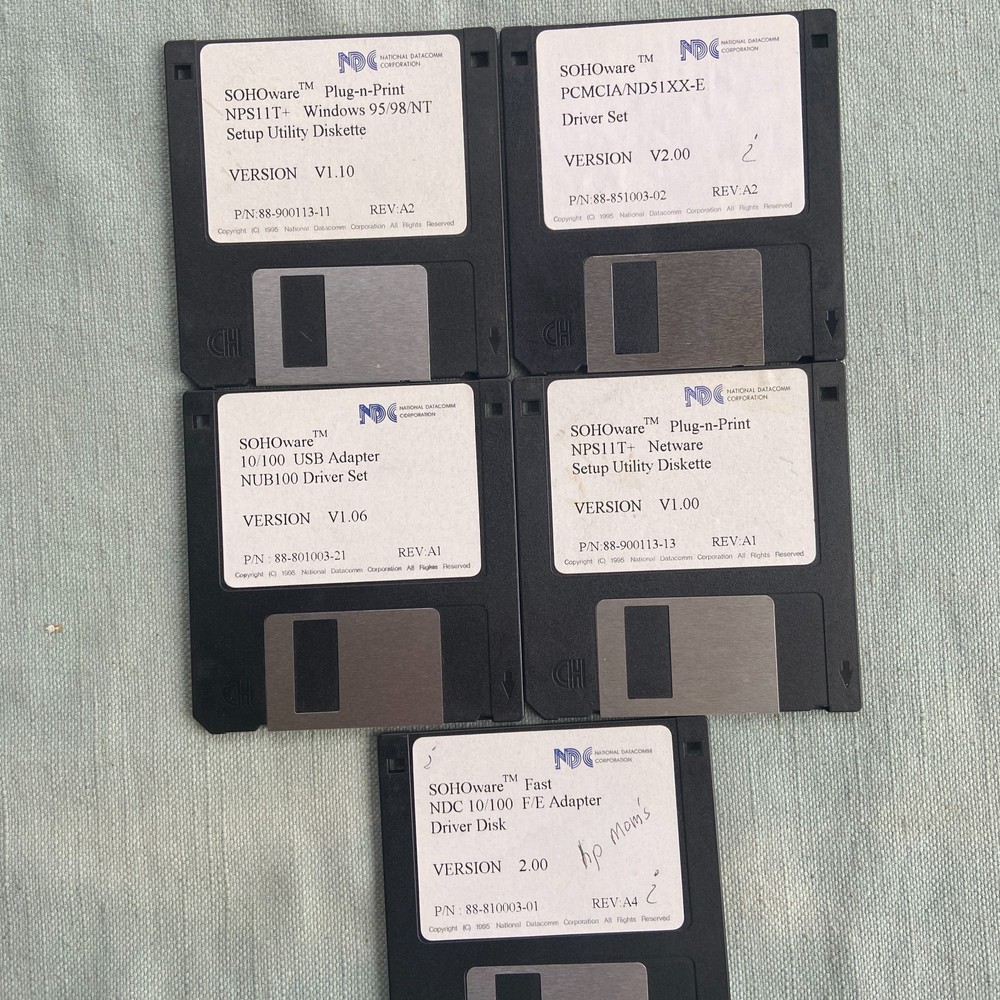 NDC NATIONAL DATACOMM
CORPORATION
SOHOware™ Plug-n-Print
NPS11T+ Windows 95/98/NT
Setup Utility Diskette
VERSION V1.10
P/N:88-900113-11 REV:A2
Copyright (C) 1995 National Datacomm Corporation All Rights Reserved
NDC NATIONAL DATACOMM
CORPORATION
SOHOware™
PCMCIA/ND51XX-E
Driver Set
VERSION V2.00
P/N:88-851003-02 REV:A2
Copyright (C) 1995 National Datacomm Corporation All Rights Reserved
NDC NATIONAL DATACOMM
CORPORATION
SOHOware™
10/100 USB Adapter
NUB100 Driver Set
VERSION V1.06
P/N : 88-801003-21 REV:A1
Copyright (C) 1995 National Datacomm Corporation All Rights Reserved
NDC NATIONAL DATACOMM
CORPORATION
SOHOware™ Plug-n-Print
NPS11T+ Netware
Setup Utility Diskette
VERSION V1.00
P/N:88-900113-13 REV:A1
Copyright (C) 1995 National Datacomm Corporation All Rights Reserved
NDC NATIONAL DATACOMM
CORPORATION
SOHOware™ Fast
NDC 10/100 F/E Adapter
Driver Disk
hp Mom's
VERSION 2.00
P/N : 88-810003-01 REV:A4
Copyright (C) 1995 National Datacomm Corporation All Rights Reserved